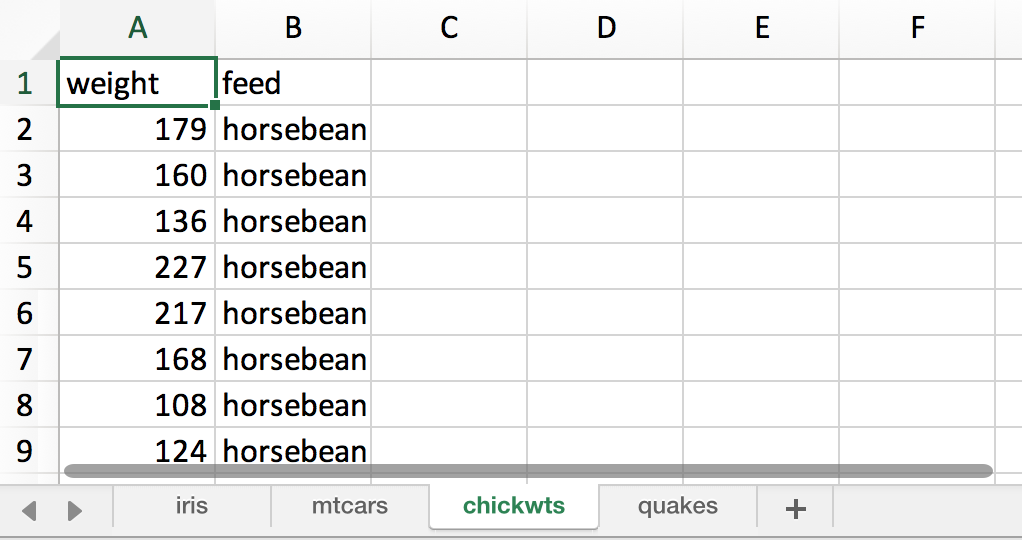 A B C D E F
1 weight feed
2 179 horsebean
3 160 horsebean
4 136 horsebean
5 227 horsebean
6 217 horsebean
7 168 horsebean
8 108 horsebean
9 124 horsebean
iris mtcars chickwts quakes +